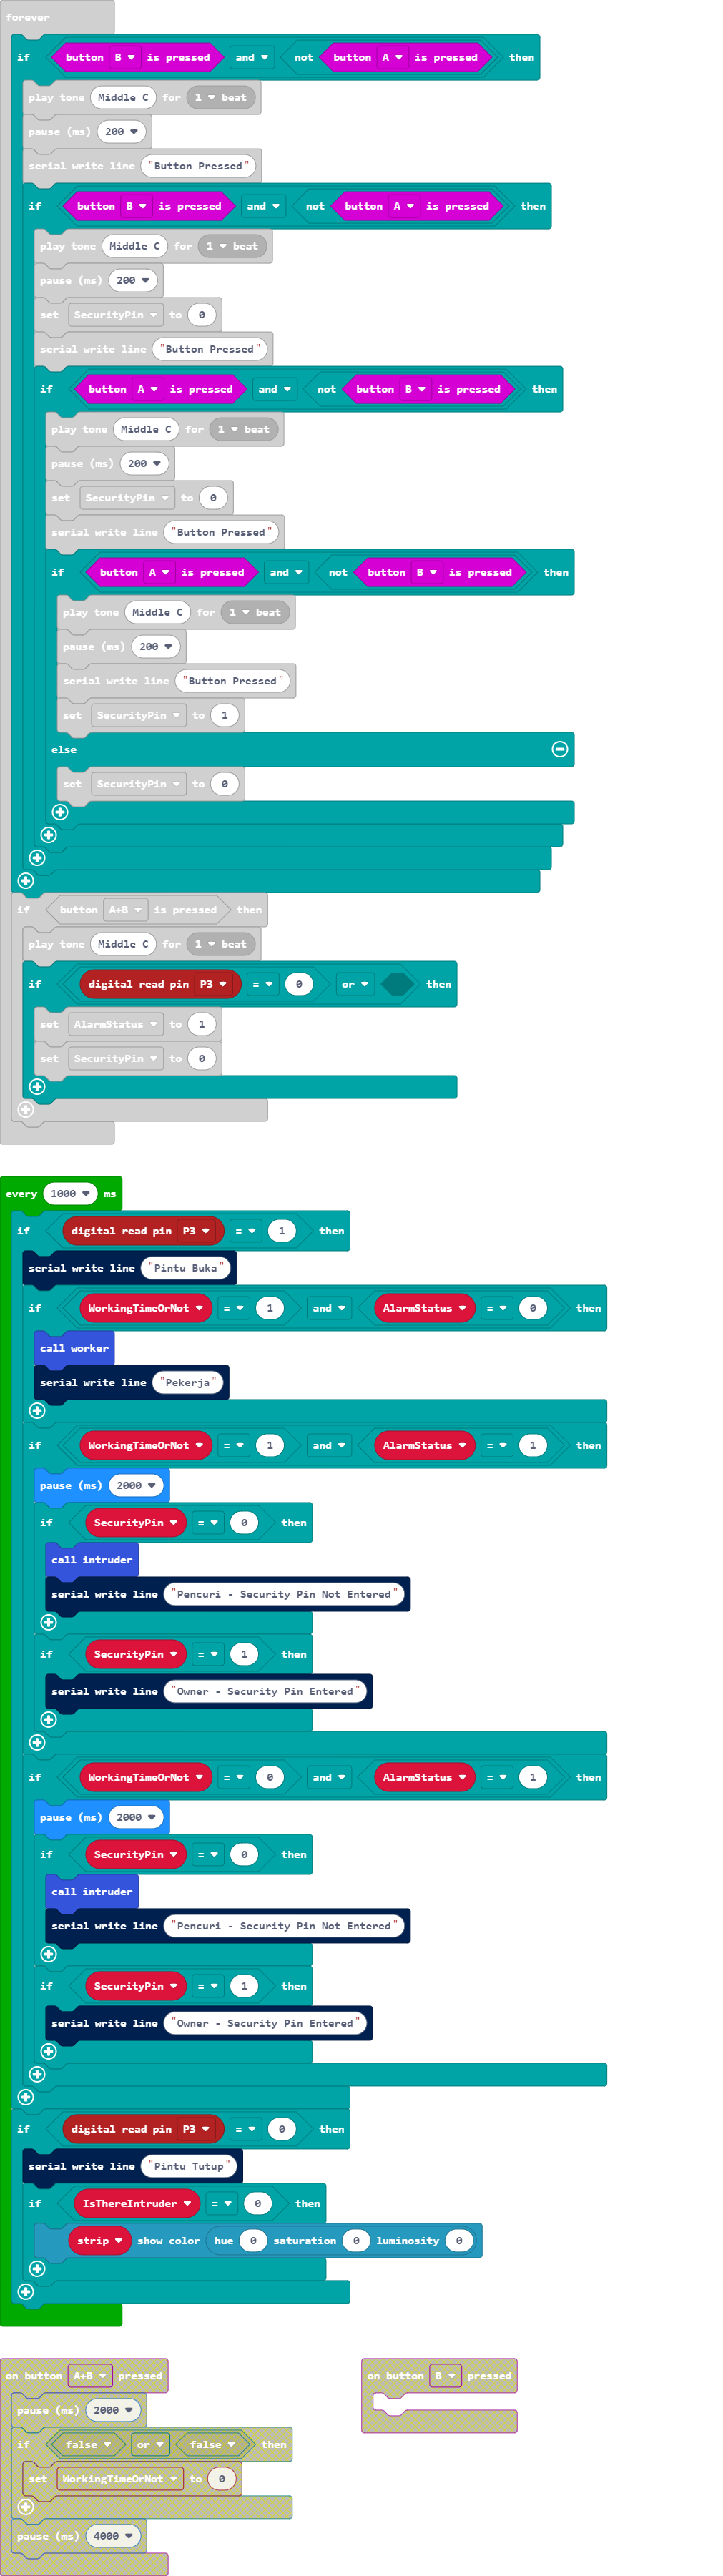 forever
if button B is pressed and not button A is pressed then
play tone Middle C for 1 beat
pause (ms) 200
serial write line "Button Pressed"
if button B is pressed and not button A is pressed then
play tone Middle C for 1 beat
pause (ms) 200
set SecurityPin to 0
serial write line "Button Pressed"
if button A is pressed and not button B is pressed then
play tone Middle C for 1 beat
pause (ms) 200
set SecurityPin to 0
serial write line "Button Pressed"
if button A is pressed and not button B is pressed then
play tone Middle C for 1 beat
pause (ms) 200
serial write line "Button Pressed"
set SecurityPin to 1
else
set SecurityPin to 0
if button A+B is pressed then
play tone Middle C for 1 beat
if digital read pin P3 = 0 or then
set AlarmStatus to 1
set SecurityPin to 0
every 1000 ms
if digital read pin P3 = 1 then
serial write line "Pintu Buka"
if WorkingTimeOrNot = 1 and AlarmStatus = 0 then
call worker
serial write line "Pekerja"
if WorkingTimeOrNot = 1 and AlarmStatus = 1 then
pause (ms) 2000
if SecurityPin = 0 then
call intruder
serial write line "Pencuri - Security Pin Not Entered"
if SecurityPin = 1 then
serial write line "Owner - Security Pin Entered"
if WorkingTimeOrNot = 0 and AlarmStatus = 1 then
pause (ms) 2000
if SecurityPin = 0 then
call intruder
serial write line "Pencuri - Security Pin Not Entered"
if SecurityPin = 1 then
serial write line "Owner - Security Pin Entered"
if digital read pin P3 = 0 then
serial write line "Pintu Tutup"
if IsThereIntruder = 0 then
strip show color hue 0 saturation 0 luminosity 0
on button A+B pressed
pause (ms) 2000
if false or false then
set WorkingTimeOrNot to 0
pause (ms) 4000
on button B pressed